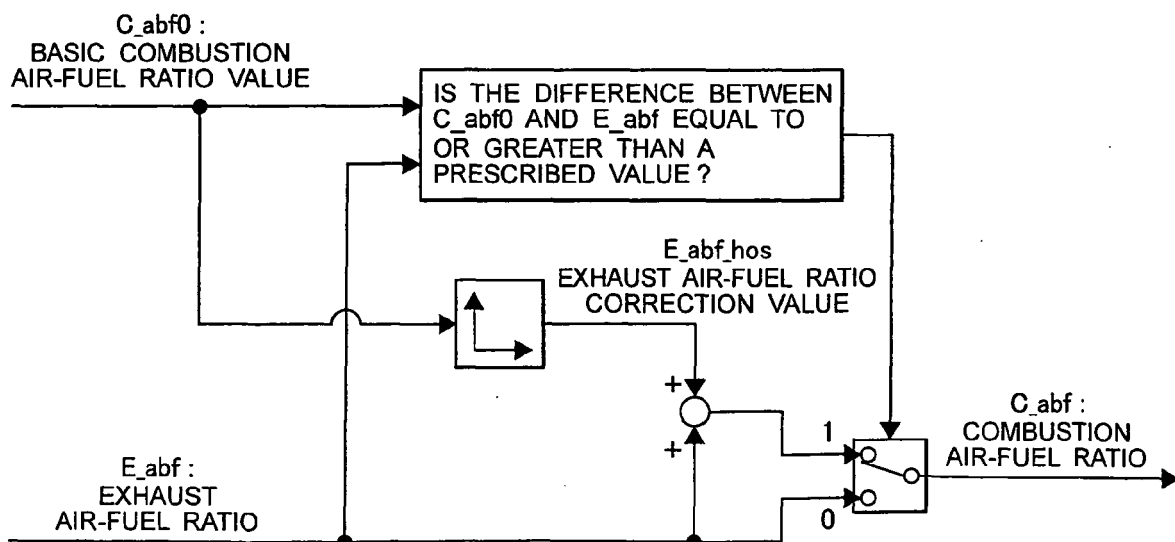 C_abf0 :
BASIC COMBUSTION
AIR-FUEL RATIO VALUE
IS THE DIFFERENCE BETWEEN
C_abf0 AND E_abf EQUAL TO
OR GREATER THAN A
PRESCRIBED VALUE ?
E_abf_hos
EXHAUST AIR-FUEL RATIO
CORRECTION VALUE
+
+
1
0
C_abf :
COMBUSTION
AIR-FUEL RATIO
E_abf :
EXHAUST
AIR-FUEL RATIO